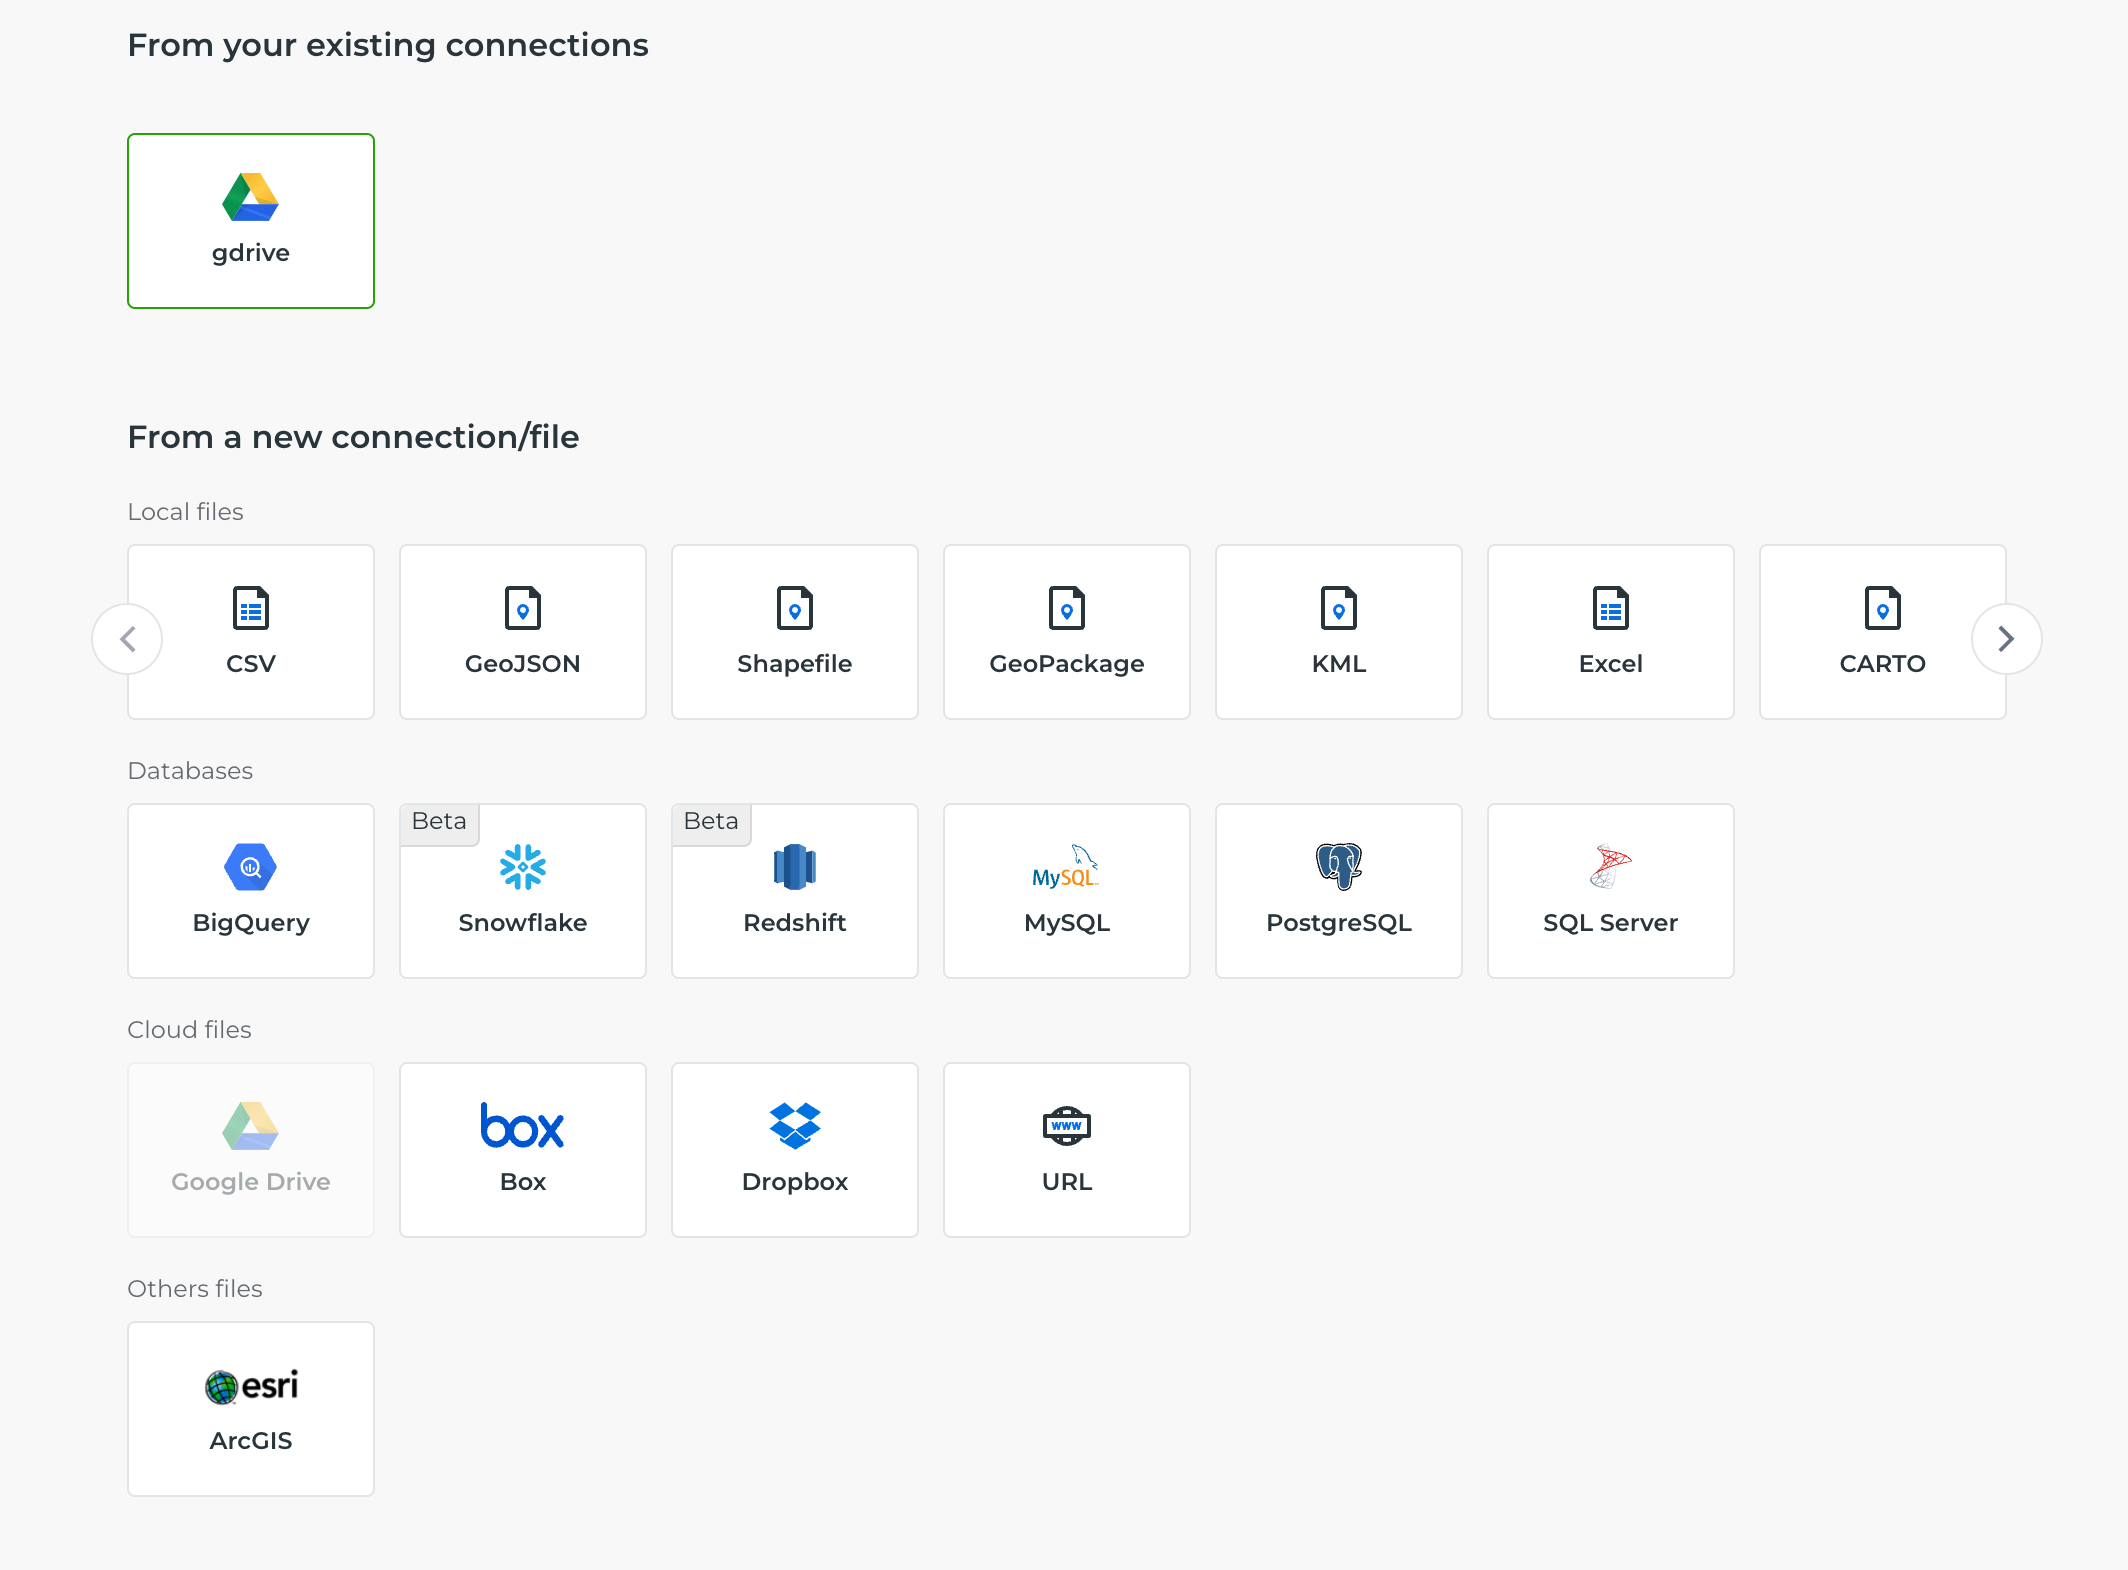 From your existing connections
gdrive
From a new connection/file
Local files
CSV
GeoJSON
Shapefile
GeoPackage
KML
Excel
CARTO
Databases
BigQuery
Beta
Snowflake
Beta
Redshift
MySQL
MySQL
PostgreSQL
SQL Server
Cloud files
Google Drive
box
Box
Dropbox
www
URL
Others files
esri
ArcGIS